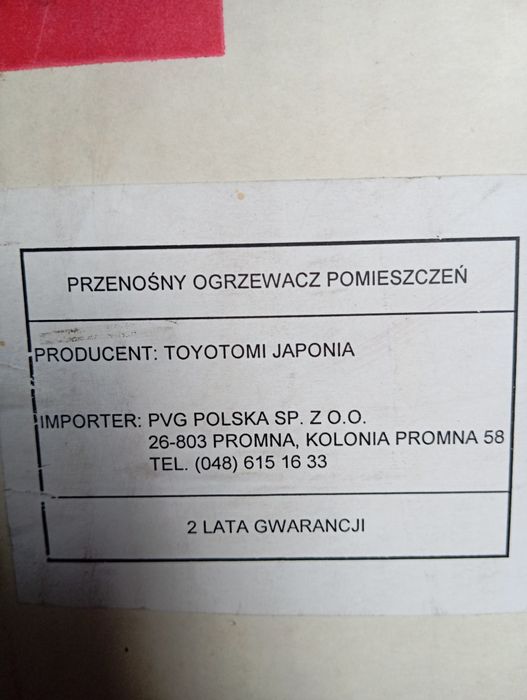 PRZENOŚNY OGRZEWACZ POMIESZCZEŃ
PRODUCENT: TOYOTOMI JAPONIA
IMPORTER: PVG POLSKA SP. Z O.O.
26-803 PROMNA, KOLONIA PROMNA 58
TEL. (048) 615 16 33
2 LATA GWARANCJI